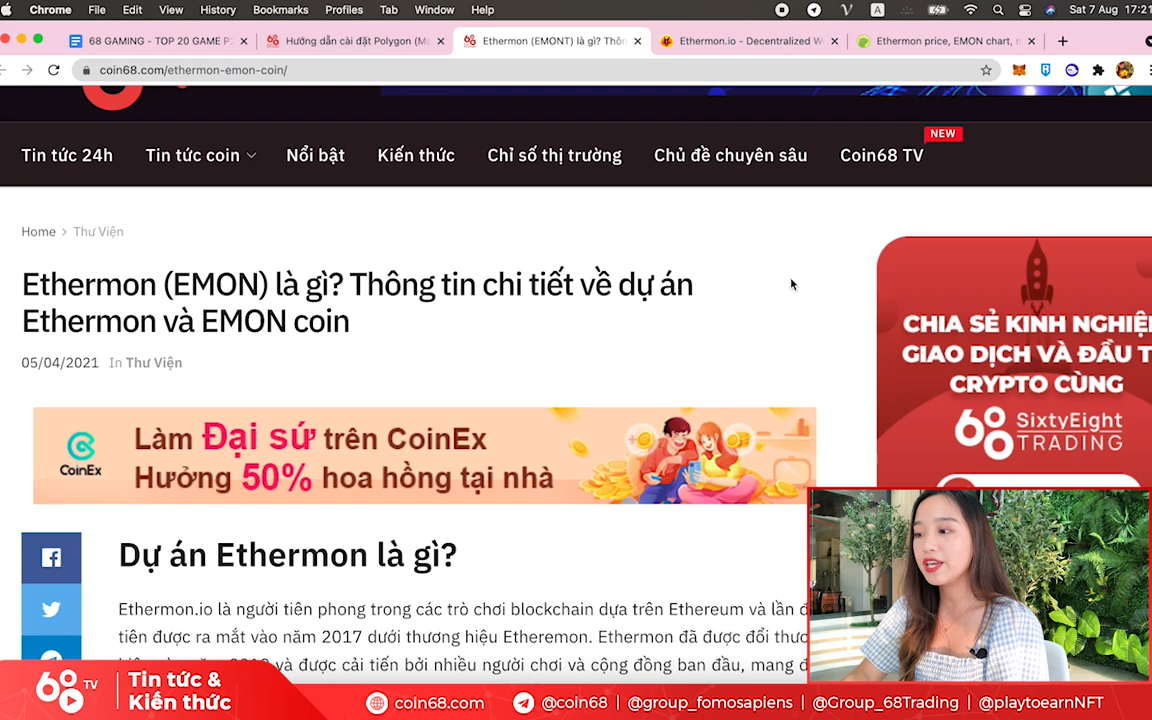 Chrome File Edit View History Bookmarks Profiles Tab Window Help Sat 7 Aug 17:21
68 GAMING - TOP 20 GAME P2 Hướng dẫn cài đặt Polygon (Ma Ethermon (EMONT) là gì? Thôn Ethermon.io - Decentralized W Ethermon price, EMON chart, m
coin68.com/ethermon-emon-coin/
NEW
Tin tức 24h Tin tức coin Nổi bật Kiến thức Chỉ số thị trường Chủ đề chuyên sâu Coin68 TV
Home > Thư Viện
Ethermon (EMON) là gì? Thông tin chi tiết về dự án
Ethermon và EMON coin
05/04/2021 In Thư Viện
CoinEx
Làm Đại sứ trên CoinEx
Hưởng 50% hoa hồng tại nhà
CHIA SẺ KINH NGHIỆ
GIAO DỊCH VÀ ĐẦU T
CRYPTO CÙNG
68 SixtyEight
TRADING
Dự án Ethermon là gì?
Ethermon.io là người tiên phong trong các trò chơi blockchain dựa trên Ethereum và lần đ
tiên được ra mắt vào năm 2017 dưới thương hiệu Etheremon. Ethermon đã được đổi thươ
và được cải tiến bởi nhiều người chơi và cộng đồng ban đầu, mang đ
68 TV Tin tức &
Kiến thức
coin68.com @coin68 | @group_fomosapiens | @Group_68Trading | @playtoearnNFT